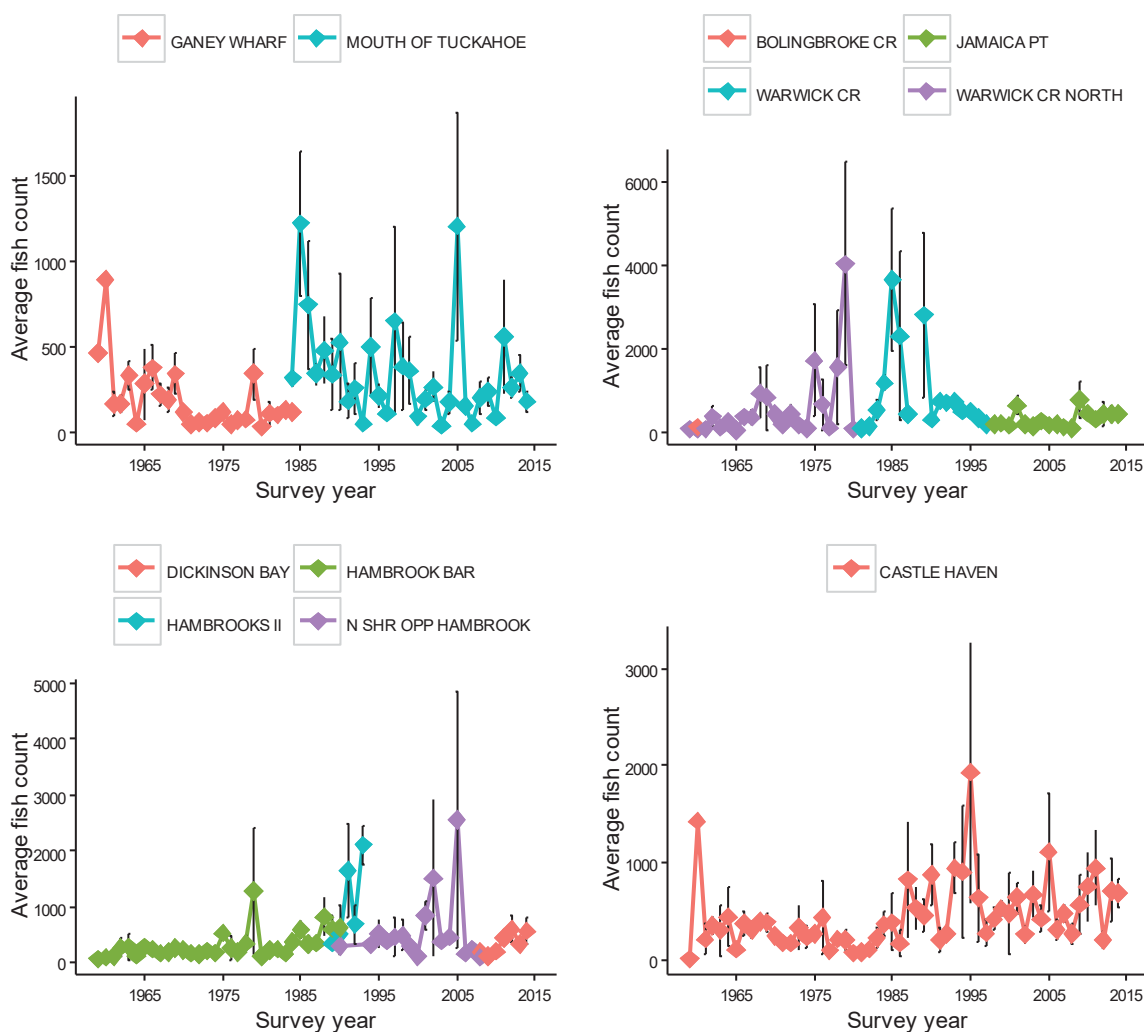 GANEY WHARF MOUTH OF TUCKAHOE
Average fish count
1500
1000
500
0
1965 1975 1985 1995 2005 2015
Survey year
BOLINGBROKE CR JAMAICA PT
WARWICK CR WARWICK CR NORTH
Average fish count
6000
4000
2000
0
1965 1975 1985 1995 2005 2015
Survey year
DICKINSON BAY HAMBROOK BAR
HAMBROOKS II N SHR OPP HAMBROOK
Average fish count
5000
4000
3000
2000
1000
0
1965 1975 1985 1995 2005 2015
Survey year
CASTLE HAVEN
Average fish count
3000
2000
1000
0
1965 1975 1985 1995 2005 2015
Survey year